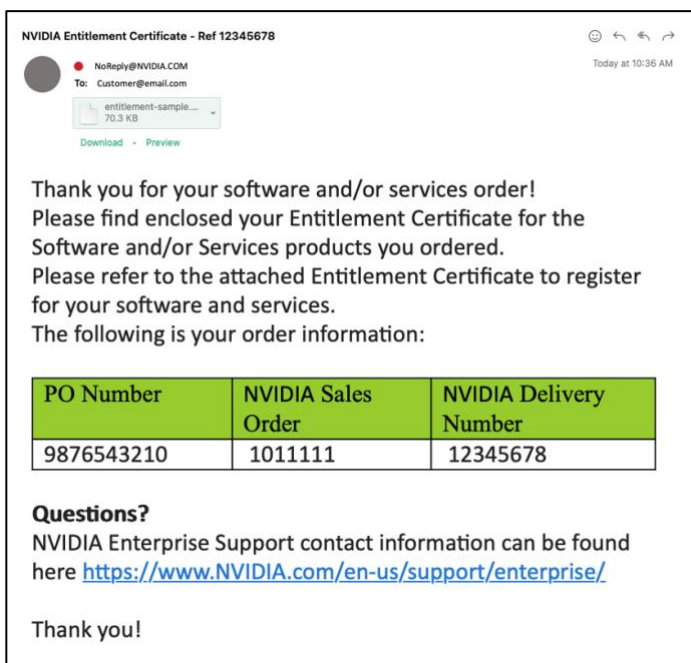 NVIDIA Entitlement Certificate - Ref 12345678
NoReply@NVIDIA.COM
Today at 10:36 AM
To: Customer@email.com
entitlement-sample....
70.3 KB
Download • Preview
Thank you for your software and/or services order!
Please find enclosed your Entitlement Certificate for the
Software and/or Services products you ordered.
Please refer to the attached Entitlement Certificate to register
for your software and services.
The following is your order information:
PO Number NVIDIA Sales Order NVIDIA Delivery Number
9876543210 1011111 12345678
Questions?
NVIDIA Enterprise Support contact information can be found
here https://www.NVIDIA.com/en-us/support/enterprise/
Thank you!